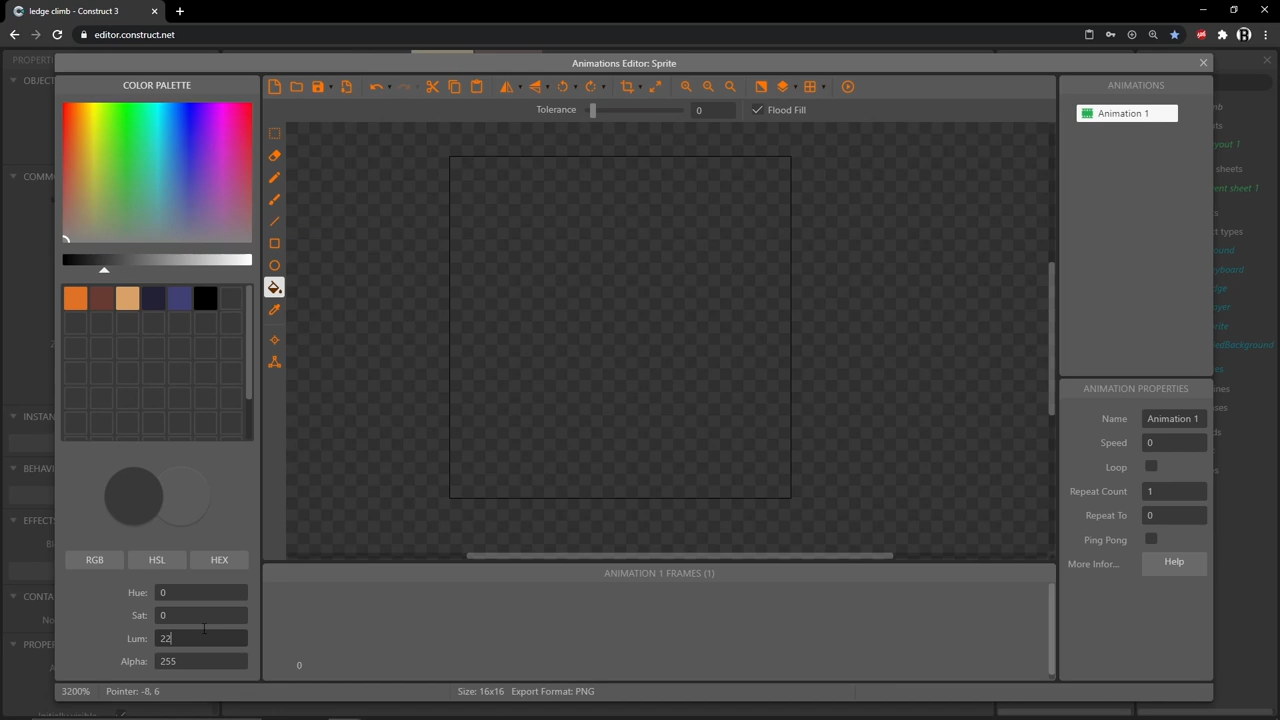 ledge climb - Construct 3
editor.construct.net
Animations Editor: Sprite
COLOR PALETTE
Tolerance 0 Flood Fill
ANIMATIONS
Animation 1
ANIMATION PROPERTIES
Name Animation 1
Speed 0
Loop
Repeat Count 1
Repeat To 0
Ping Pong
More Infor... Help
RGB HSL HEX
Hue: 0
Sat: 0
Lum: 22
Alpha: 255
ANIMATION 1 FRAMES (1)
0
3200% Pointer: -8, 6 Size: 16x16 Export Format: PNG